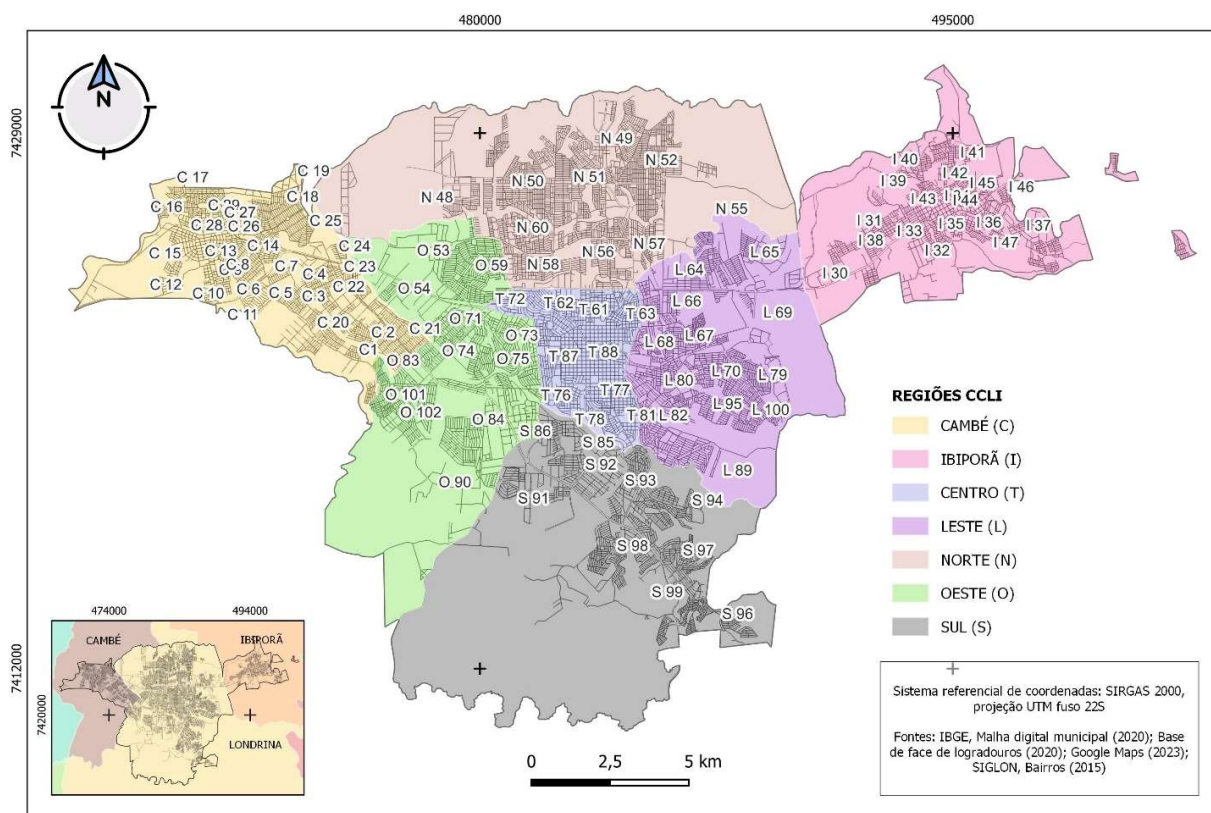 480000
495000
7429000
7412000
N
C 19
C 17
C 18
C 16
C 29
C 27
C 28
C 26
C 25
C 24
C 15
C 13
C 14
C 8
C 7
C 4
C 23
C 12
C 10
C 6
C 5
C 3
C 22
C 11
C 20
C 2
C 21
C1
N 49
N 52
N 50
N 51
N 48
N 55
N 60
N 56
N 57
N 58
I 40
I 41
I 42
I 39
I 45
I 46
I 43
I 44
I 31
I 35
I 36
I 37
I 33
I 38
I 47
I 32
I 30
O 53
O 59
O 54
O 71
O 73
O 74
O 75
O 83
O 101
O 102
O 84
O 90
T 72
T 62
T 61
T 63
T 87
T 88
T 76
T 77
T 78
T 81
L 65
L 64
L 66
L 69
L 67
L 68
L 70
L 79
L 80
L 95
L 100
L 82
L 89
S 86
S 85
S 92
S 93
S 91
S 94
S 98
S 97
S 99
S 96
REGIÕES CCLI
CAMBÉ (C)
IBIPORÃ (I)
CENTRO (T)
LESTE (L)
NORTE (N)
OESTE (O)
SUL (S)
474000
494000
7420000
CAMBÉ
IBIPORÃ
LONDRINA
0
2,5
5 km
Sistema referencial de coordenadas: SIRGAS 2000,
projeção UTM fuso 22S
Fontes: IBGE, Malha digital municipal (2020); Base
de face de logradouros (2020); Google Maps (2023);
SIGLON, Bairros (2015)